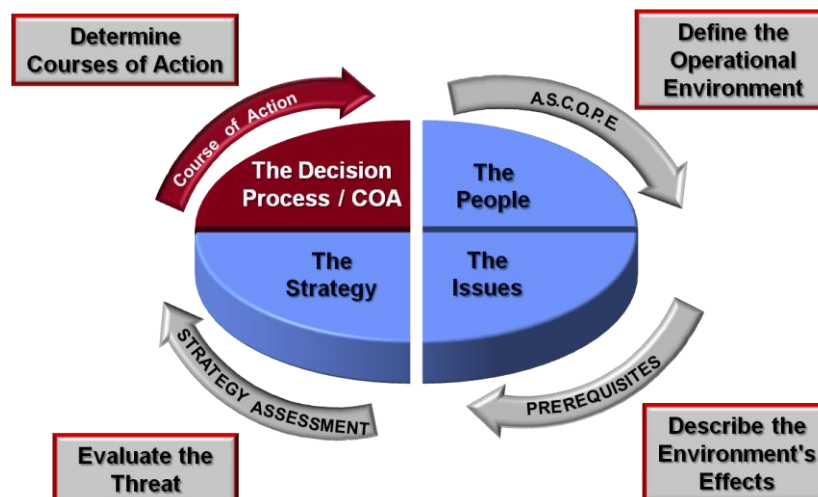 Determine
Courses of Action
Define the
Operational
Environment
Course of Action
A.S.C.O.P.E
The Decision
Process / COA
The
People
The
Strategy
The
Issues
STRATEGY ASSESSMENT
PREREQUISITES
Evaluate the
Threat
Describe the
Environment's
Effects